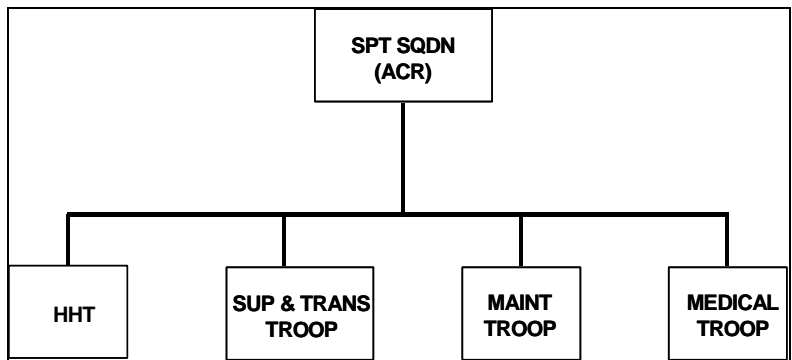 SPT SQDN
(ACR)
HHT
SUP & TRANS
TROOP
MAINT
TROOP
MEDICAL
TROOP